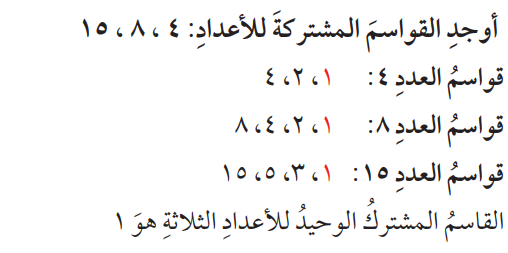 أوجدِ القواسمَ المشتركةَ للأعدادِ: ٤ ، ٨ ، ١٥
قواسمُ العددِ ٤: ١، ٢، ٤
قواسمُ العددِ ٨: ١، ٢، ٤، ٨
قواسمُ العددِ ١٥: ١، ٣، ٥، ١٥
القاسمُ المشتركُ الوحيدُ للأعدادِ الثلاثةِ هوَ ١